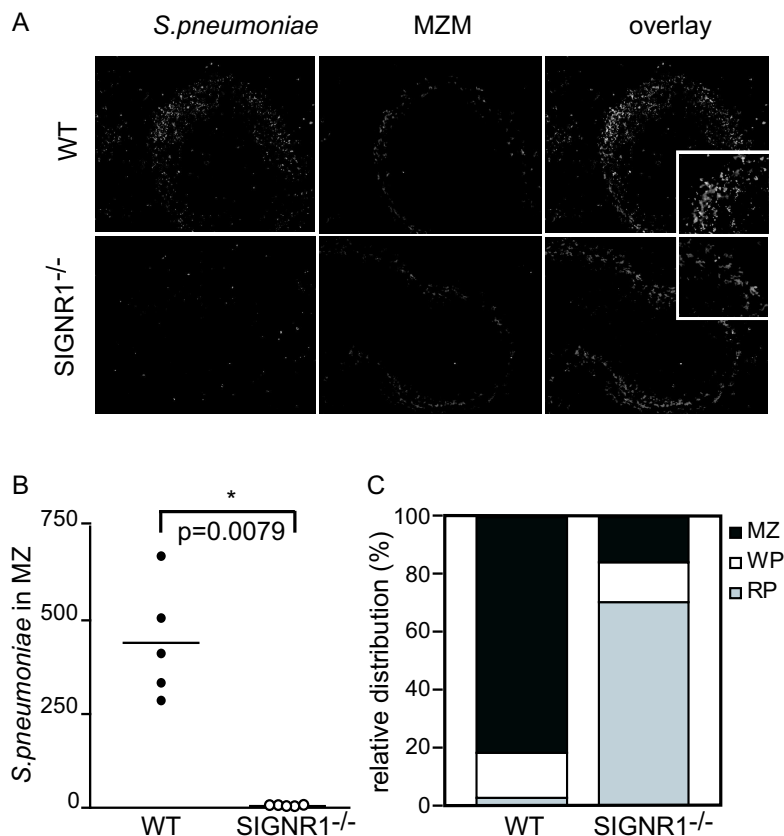 A
S.pneumoniae MZM overlay
WT
SIGNR1-/-
B
*
p=0.0079
750
500
250
0
S.pneumoniae in MZ
WT SIGNR1-/-
C
100
80
60
40
20
0
relative distribution (%)
WT SIGNR1-/-
MZ
WP
RP